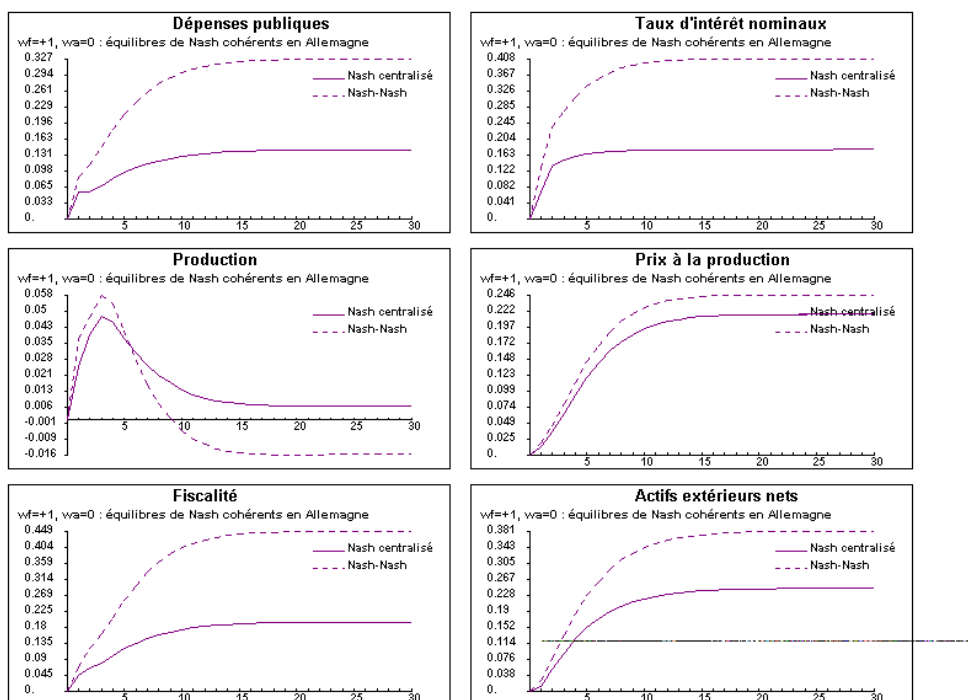 Dépenses publiques
wf=+1, wa=0 : équilibres de Nash cohérents en Allemagne
0.327
0.294
0.261
0.229
0.196
0.163
0.131
0.098
0.065
0.033
0.
Nash centralisé
Nash-Nash
5 10 15 20 25 30
Taux d'intérêt nominaux
wf=+1, wa=0 : équilibres de Nash cohérents en Allemagne
0.408
0.367
0.326
0.285
0.245
0.204
0.163
0.122
0.082
0.041
0.
Nash centralisé
Nash-Nash
5 10 15 20 25 30
Production
wf=+1, wa=0 : équilibres de Nash cohérents en Allemagne
0.058
0.05
0.043
0.035
0.028
0.021
0.013
0.006
-0.001
-0.009
-0.016
Nash centralisé
Nash-Nash
5 10 15 20 25 30
Prix à la production
wf=+1, wa=0 : équilibres de Nash cohérents en Allemagne
0.246
0.222
0.197
0.172
0.148
0.123
0.099
0.074
0.049
0.025
0.
Nash centralisé
Nash-Nash
5 10 15 20 25 30
Fiscalité
wf=+1, wa=0 : équilibres de Nash cohérents en Allemagne
0.449
0.404
0.359
0.314
0.269
0.225
0.18
0.135
0.09
0.045
0.
Nash centralisé
Nash-Nash
5 10 15 20 25 30
Actifs extérieurs nets
wf=+1, wa=0 : équilibres de Nash cohérents en Allemagne
0.381
0.343
0.305
0.267
0.228
0.19
0.152
0.114
0.076
0.038
0.
Nash centralisé
Nash-Nash
5 10 15 20 25 30